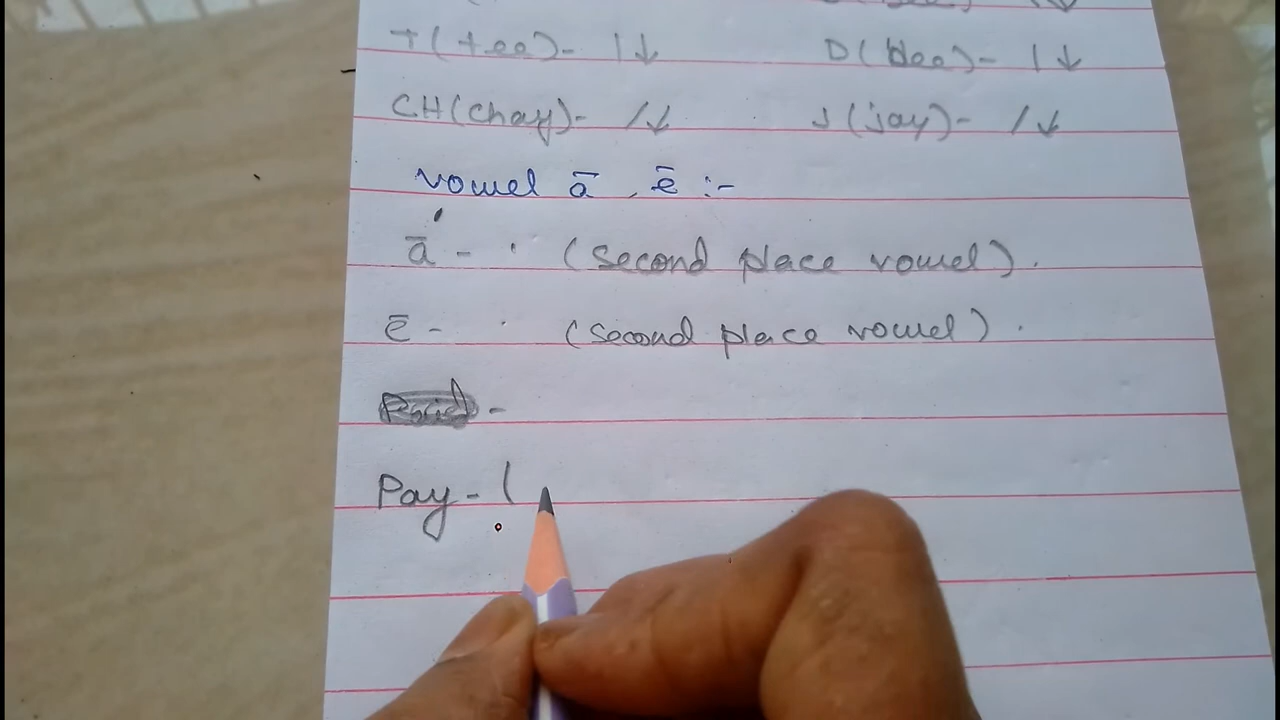 T(tee)- |↓ D(dee)- |↓
CH(chay)- /↓ J(jay)- /↓
vowel ā , ē :-
ā - · (second place vowel).
ē - · (second place vowel).
Pay - (